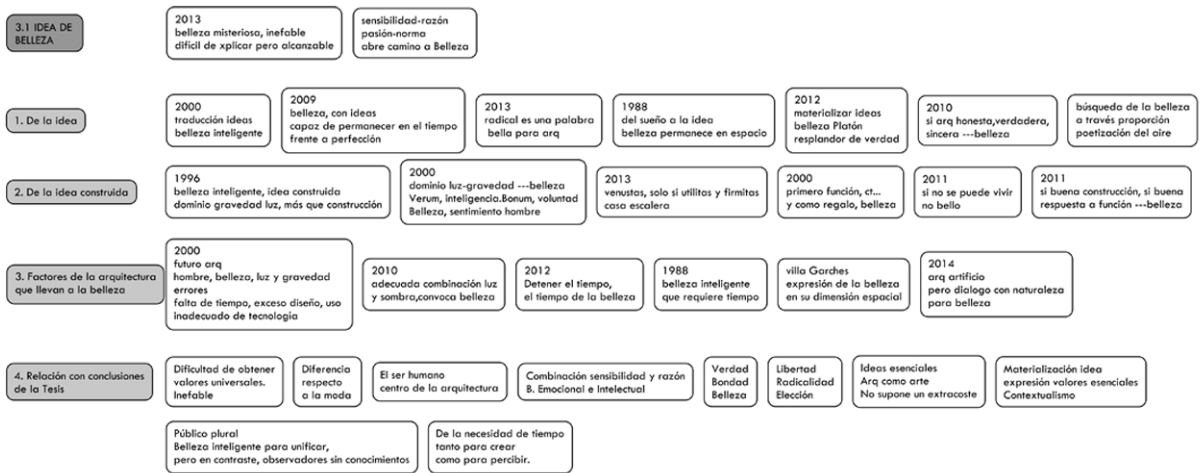 3.1 IDEA DE
BELLEZA
2013
belleza misteriosa, inefable
difícil de xplicar pero alcanzable
sensibilidad-razón
pasión-norma
abre camino a Belleza
1. De la idea
2000
traducción ideas
belleza inteligente
2009
belleza, con ideas
capaz de permanecer en el tiempo
frente a perfección
2013
radical es una palabra
bella para arq
1988
del sueño a la idea
belleza permanece en espacio
2012
materializar ideas
belleza Platón
resplandor de verdad
2010
si arq honesta,verdadera,
sincera ---belleza
búsqueda de la belleza
a través proporción
poetización del aire
2. De la idea construida
1996
belleza inteligente, idea construida
dominio gravedad luz, más que construcción
2000
dominio luz-gravedad ---belleza
Verum, inteligencia.Bonum, voluntad
Belleza, sentimiento hombre
2013
venustas, solo si utilitas y firmitas
casa escalera
2000
primero función, ct...
y como regalo, belleza
2011
si no se puede vivir
no bello
2011
si buena construcción, si buena
respuesta a función ---belleza
3. Factores de la arquitectura
que llevan a la belleza
2000
futuro arq
hombre, belleza, luz y gravedad
errores
falta de tiempo, exceso diseño, uso
inadecuado de tecnología
2010
adecuada combinación luz
y sombra,convoca belleza
2012
Detener el tiempo,
el tiempo de la belleza
1988
belleza inteligente
que requiere tiempo
villa Garches
expresión de la belleza
en su dimensión espacial
2014
arq artificio
pero dialogo con naturaleza
para belleza
4. Relación con conclusiones
de la Tesis
Dificultad de obtener
valores universales.
Inefable
Diferencia
respecto
a la moda
El ser humano
centro de la arquitectura
Combinación sensibilidad y razón
B. Emocional e Intelectual
Verdad
Bondad
Belleza
Libertad
Radicalidad
Elección
Ideas esenciales
Arq como arte
No supone un extracoste
Materialización idea
expresión valores esenciales
Contextualismo
Público plural
Belleza inteligente para unificar,
pero en contraste, observadores sin conocimientos
De la necesidad de tiempo
tanto para crear
como para percibir.